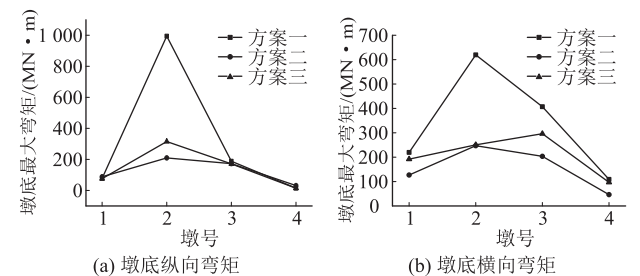 墩底最大弯矩/(MN·m)
1 000
800
600
400
200
0
方案一
方案二
方案三
1 2 3 4
墩号
(a) 墩底纵向弯矩
墩底最大弯矩/(MN·m)
700
600
500
400
300
200
100
0
方案一
方案二
方案三
1 2 3 4
墩号
(b) 墩底横向弯矩